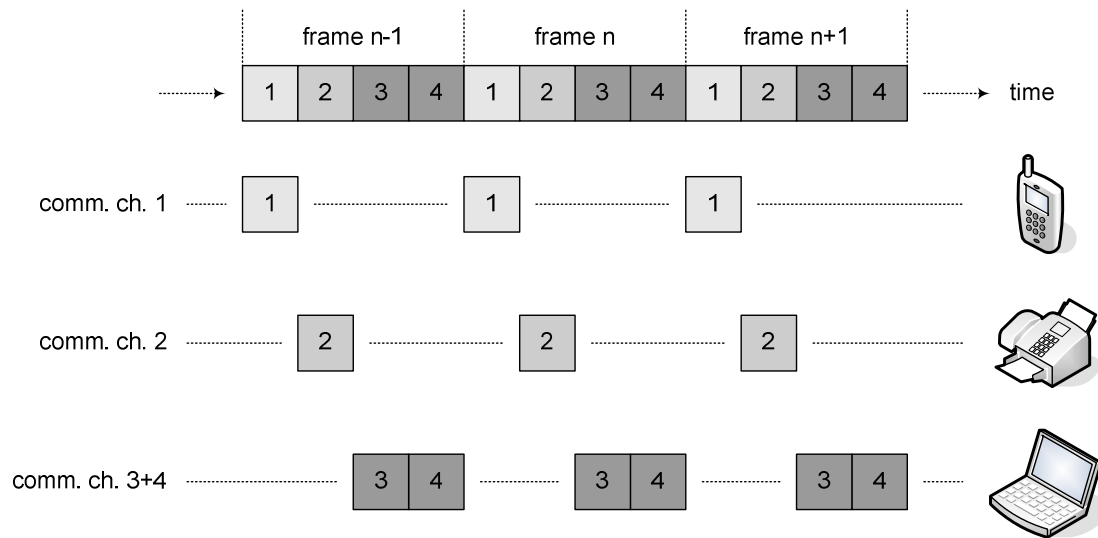 frame n-1 frame n frame n+1
1 2 3 4 1 2 3 4 1 2 3 4 time
comm. ch. 1 1 1 1
comm. ch. 2 2 2 2
comm. ch. 3+4 3 4 3 4 3 4